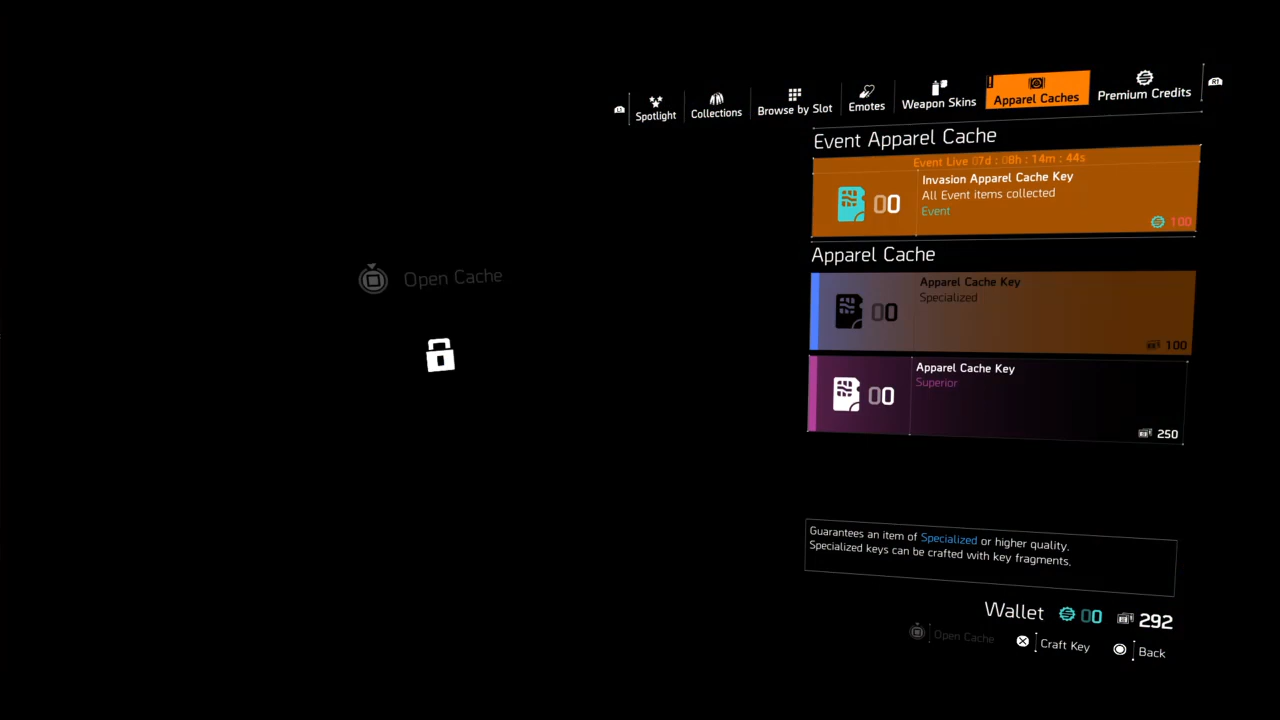 Spotlight
Collections
Browse by Slot
Emotes
Weapon Skins
Apparel Caches
Premium Credits
R1
Event Apparel Cache
Event Live 07d : 08h : 14m : 44s
Invasion Apparel Cache Key
All Event items collected
Event
00
100
Apparel Cache
Apparel Cache Key
Specialized
00
100
Apparel Cache Key
Superior
00
250
Open Cache
Guarantees an item of Specialized or higher quality.
Specialized keys can be crafted with key fragments.
Wallet 00 292
Open Cache Craft Key Back